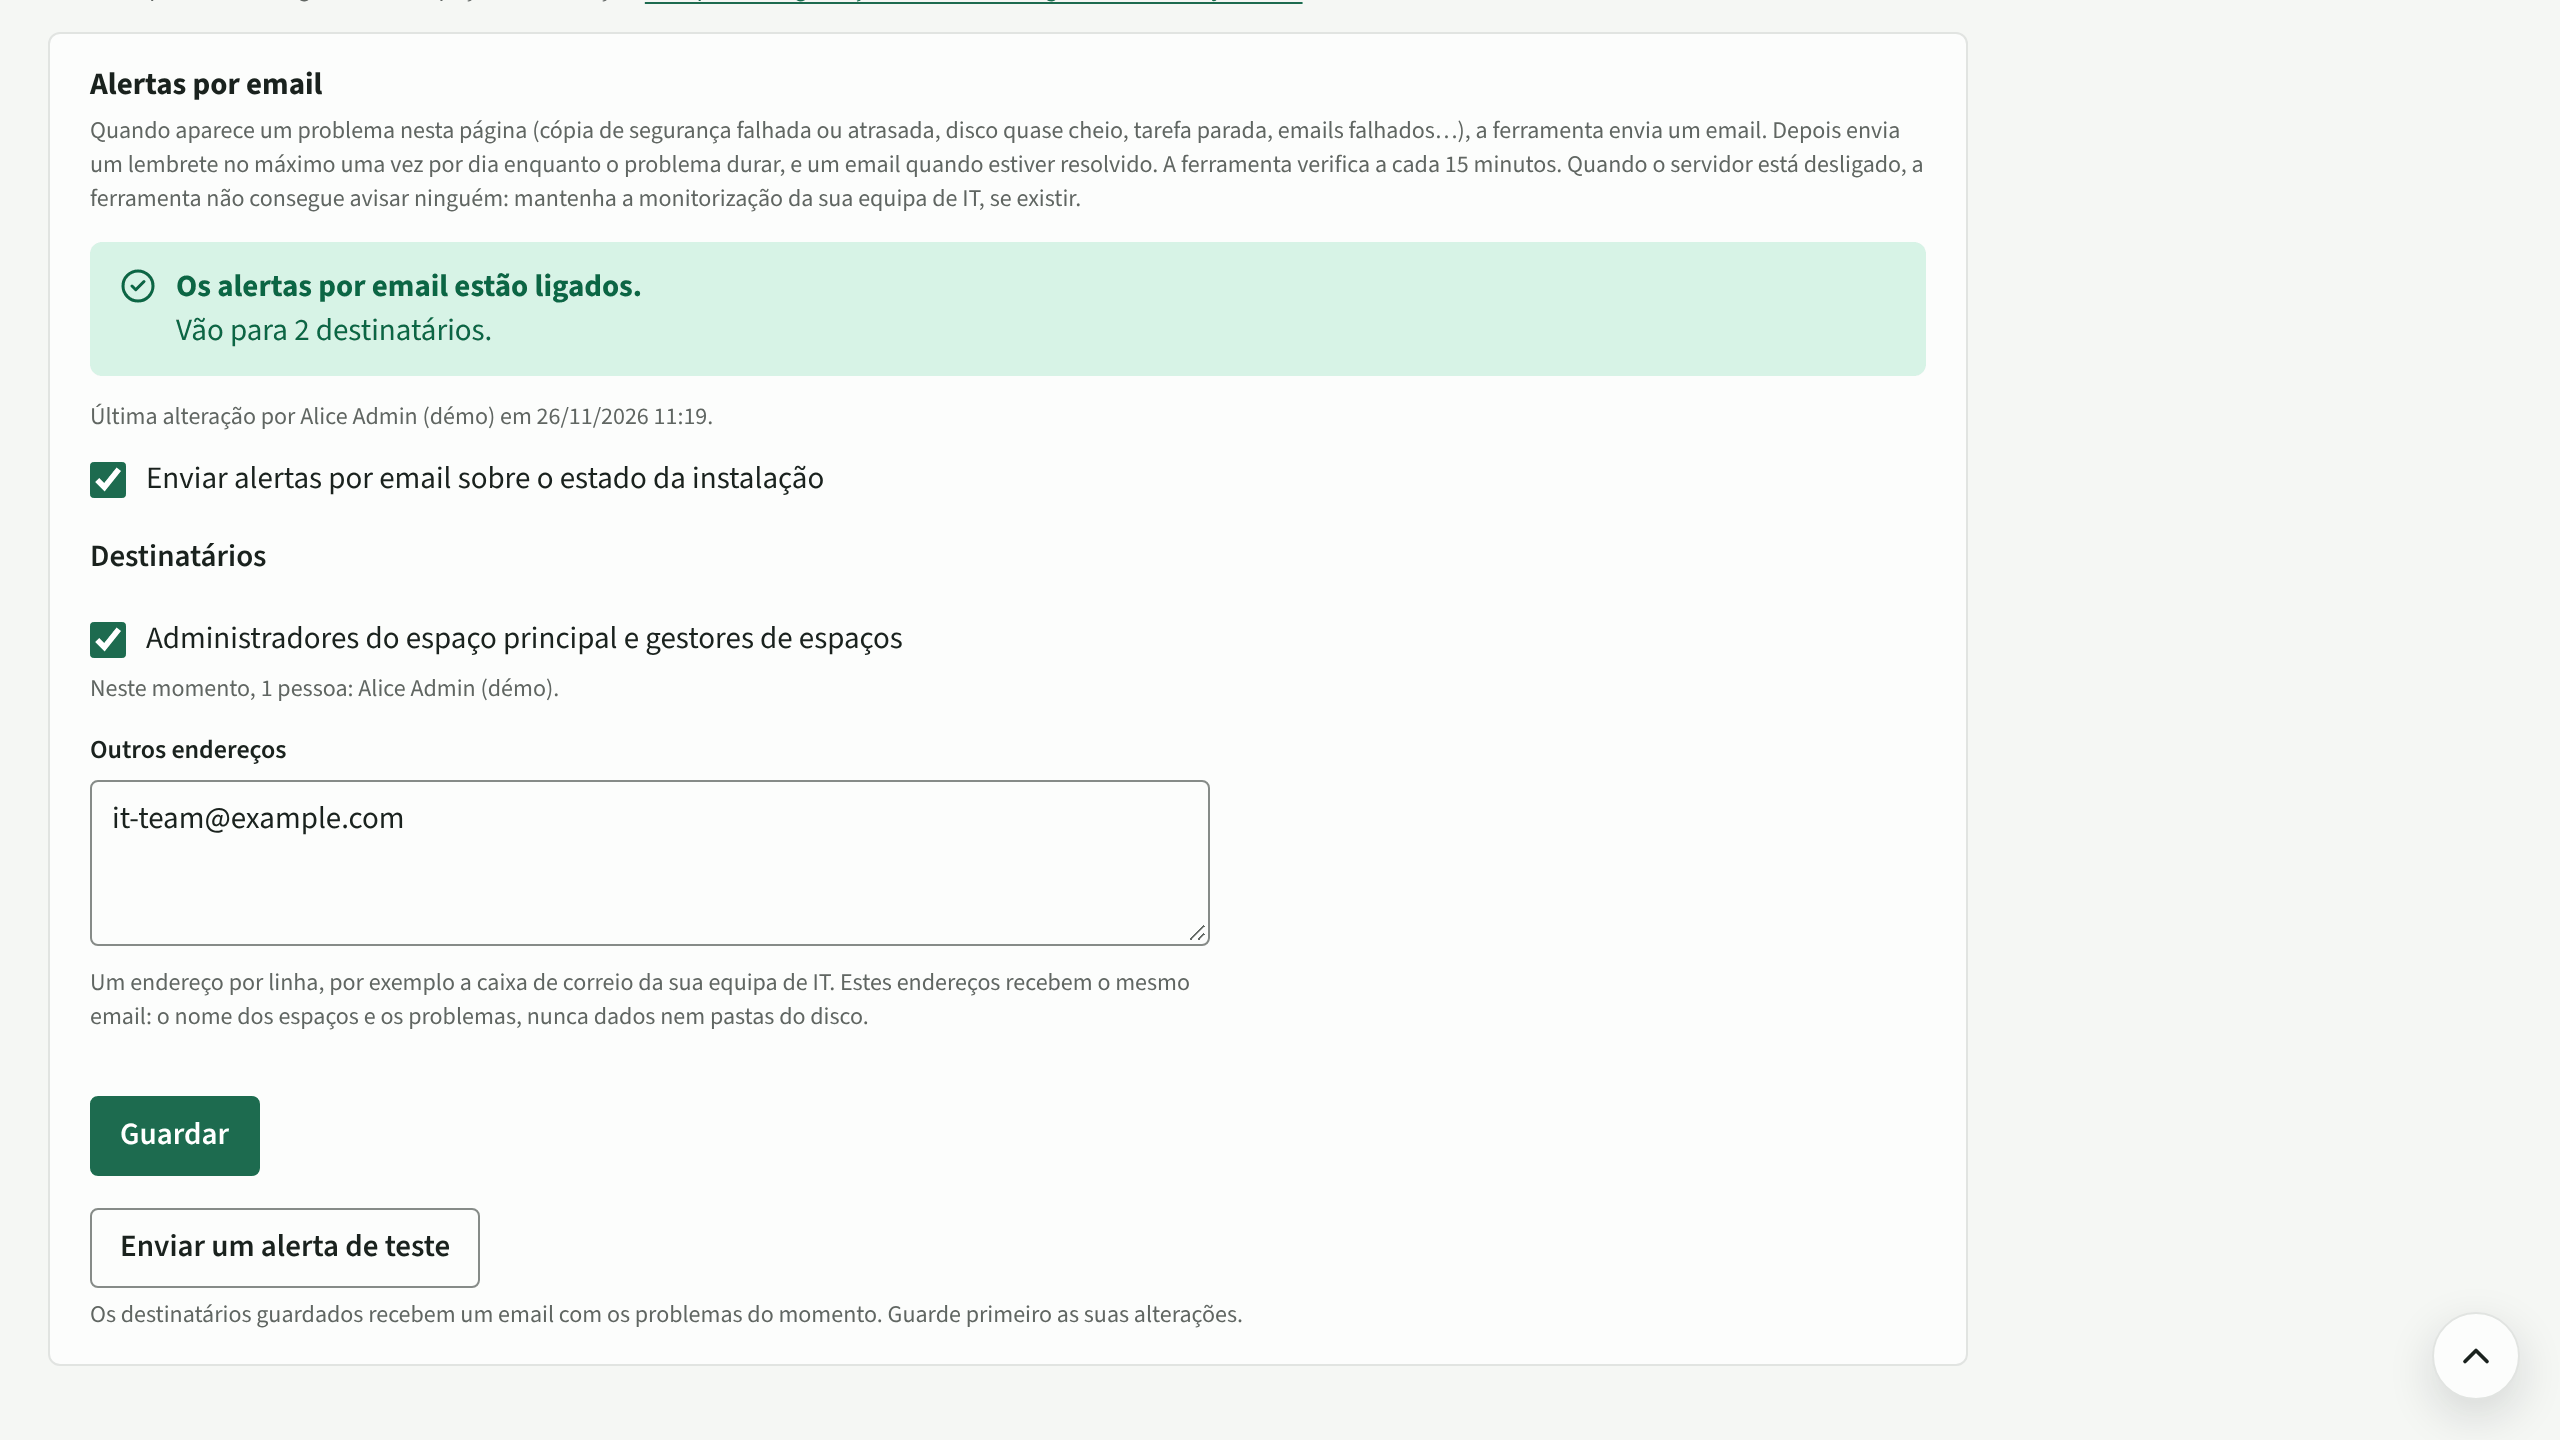 Alertas por email
Quando aparece um problema nesta página (cópia de segurança falhada ou atrasada, disco quase cheio, tarefa parada, emails falhados…), a ferramenta envia um email. Depois envia
um lembrete no máximo uma vez por dia enquanto o problema durar, e um email quando estiver resolvido. A ferramenta verifica a cada 15 minutos. Quando o servidor está desligado, a
ferramenta não consegue avisar ninguém: mantenha a monitorização da sua equipa de IT, se existir.
Os alertas por email estão ligados.
Vão para 2 destinatários.
Última alteração por Alice Admin (démo) em 26/11/2026 11:19.
Enviar alertas por email sobre o estado da instalação
Destinatários
Administradores do espaço principal e gestores de espaços
Neste momento, 1 pessoa: Alice Admin (démo).
Outros endereços
it-team@example.com
Um endereço por linha, por exemplo a caixa de correio da sua equipa de IT. Estes endereços recebem o mesmo
email: o nome dos espaços e os problemas, nunca dados nem pastas do disco.
Guardar
Enviar um alerta de teste
Os destinatários guardados recebem um email com os problemas do momento. Guarde primeiro as suas alterações.